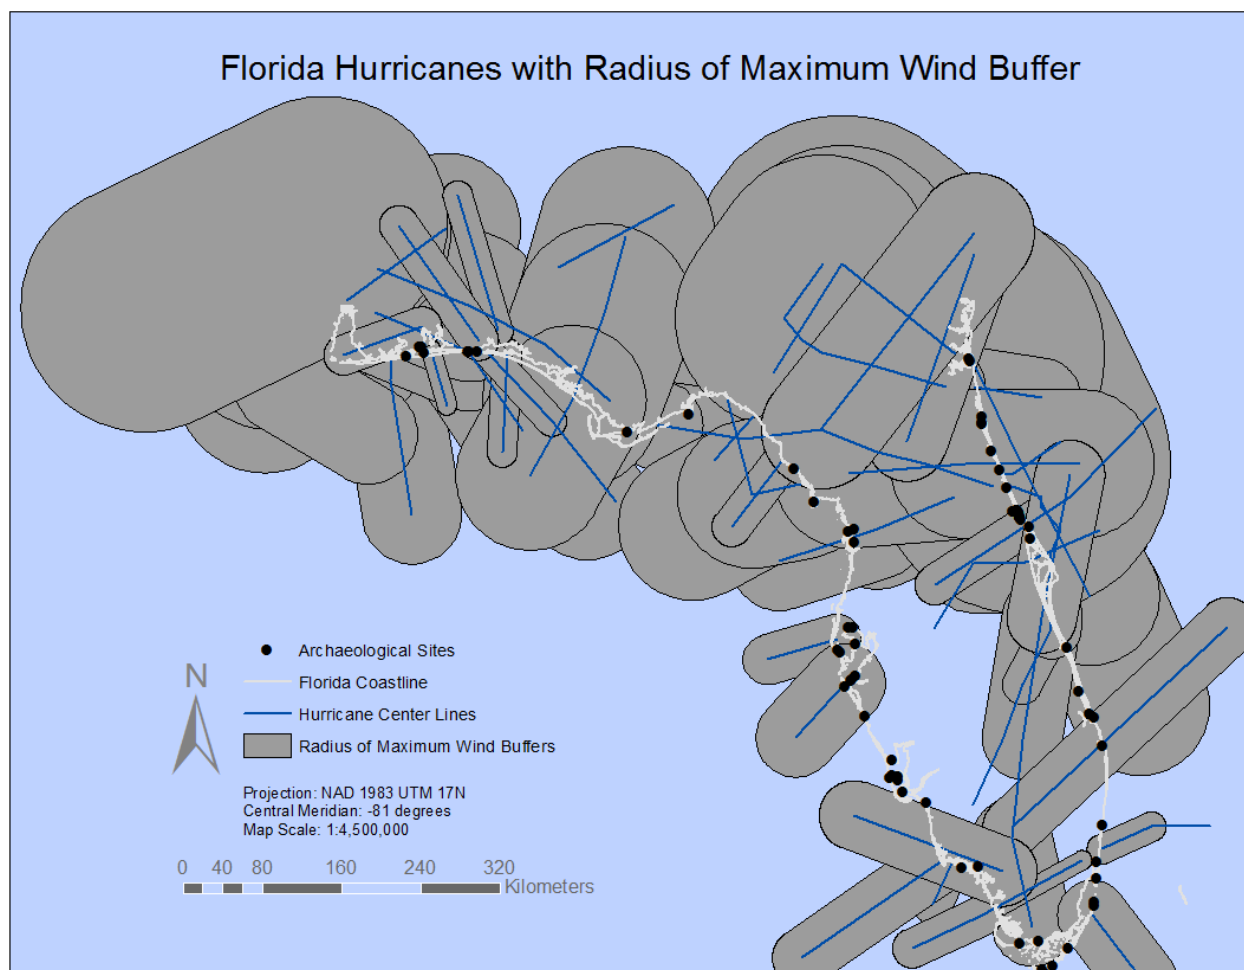 Florida Hurricanes with Radius of Maximum Wind Buffer
N
Archaeological Sites
Florida Coastline
Hurricane Center Lines
Radius of Maximum Wind Buffers
Projection: NAD 1983 UTM 17N
Central Meridian: -81 degrees
Map Scale: 1:4,500,000
0 40 80 160 240 320
Kilometers